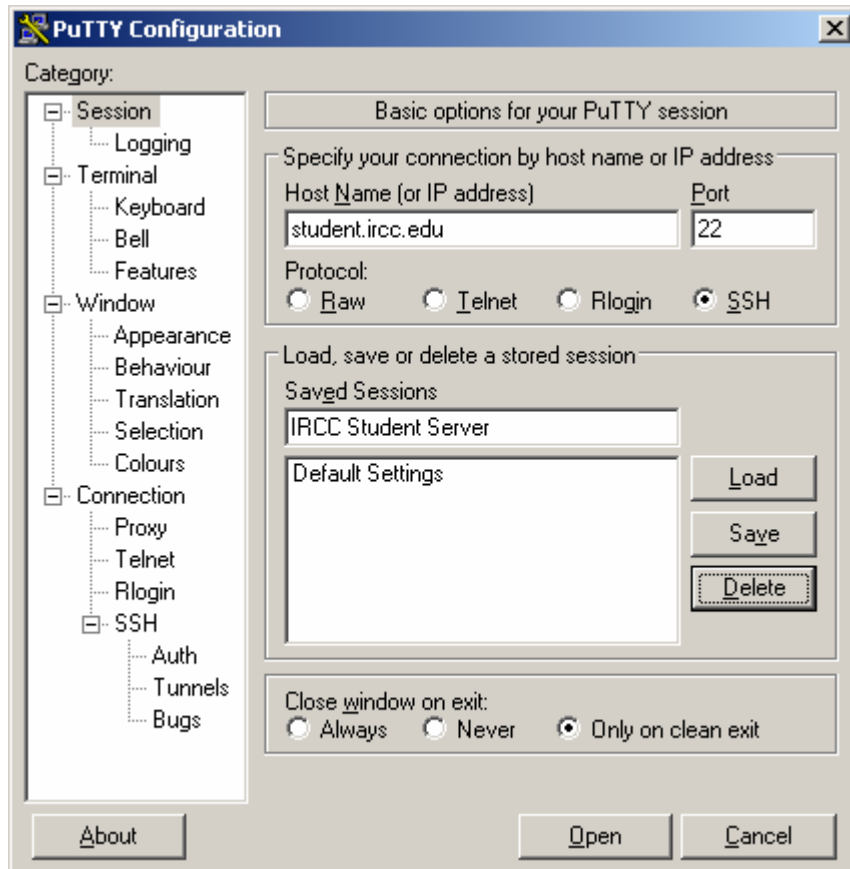 PuTTY Configuration
Category:
Session
Logging
Terminal
Keyboard
Bell
Features
Window
Appearance
Behaviour
Translation
Selection
Colours
Connection
Proxy
Telnet
Rlogin
SSH
Auth
Tunnels
Bugs
Basic options for your PuTTY session
Specify your connection by host name or IP address
Host Name (or IP address) Port
student.ircc.edu 22
Protocol:
Raw Telnet Rlogin SSH
Load, save or delete a stored session
Saved Sessions
IRCC Student Server
Default Settings
Load
Save
Delete
Close window on exit:
Always Never Only on clean exit
About Open Cancel